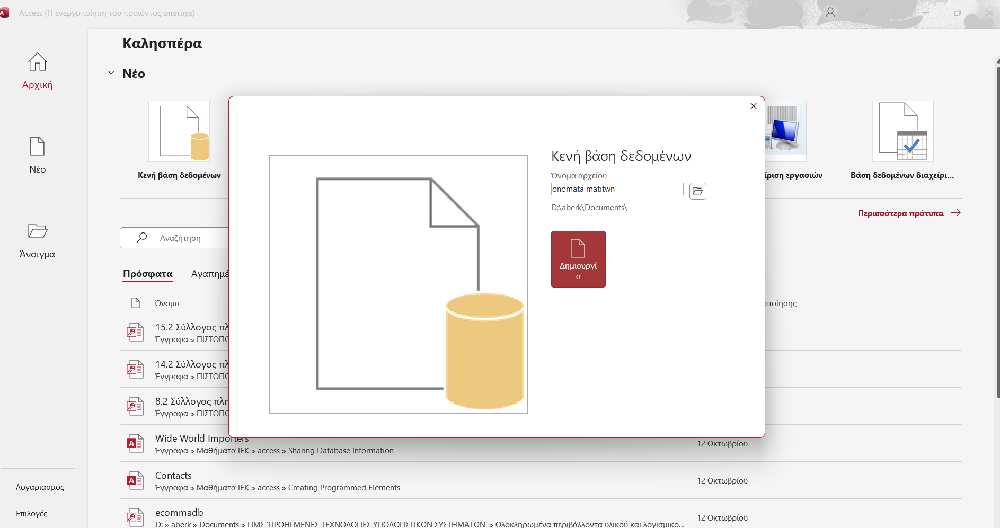 Access (Η ενεργοποίηση του προϊόντος απέτυχε)
Καλησπέρα
Αρχική
Νέο
Νέο
Κενή βάση δεδομένων
ίριση εργασιών
Βάση δεδομένων διαχείρι...
Κενή βάση δεδομένων
Όνομα αρχείου
onomata matitwn
D:\aberk\Documents\
Δημιουργί
α
Περισσότερα πρότυπα
Άνοιγμα
Αναζήτηση
Πρόσφατα
Αγαπημέ
Όνομα
οποίησης
15.2 Σύλλογος πλ
Έγγραφα » ΠΙΣΤΟΠΟ
14.2 Σύλλογος πλ
Έγγραφα » ΠΙΣΤΟΠΟ
8.2 Σύλλογος πλη
Έγγραφα » ΠΙΣΤΟΠΟ
Wide World Importers
Έγγραφα » Μαθήματα ΙΕΚ » access » Sharing Database Information
12 Οκτωβρίου
Contacts
Έγγραφα » Μαθήματα ΙΕΚ » access » Creating Programmed Elements
12 Οκτωβρίου
ecommadb
D: » aberk » Documents » ΠΜΣ 'ΠΡΟΗΓΜΕΝΕΣ ΤΕΧΝΟΛΟΓΙΕΣ ΥΠΟΛΟΓΙΣΤΙΚΩΝ ΣΥΣΤΗΜΑΤΩΝ' » Ολοκληρωμένα περιβάλλοντα υλικού και λογισμικο...
12 Οκτωβρίου
Λογαριασμός
Επιλογές